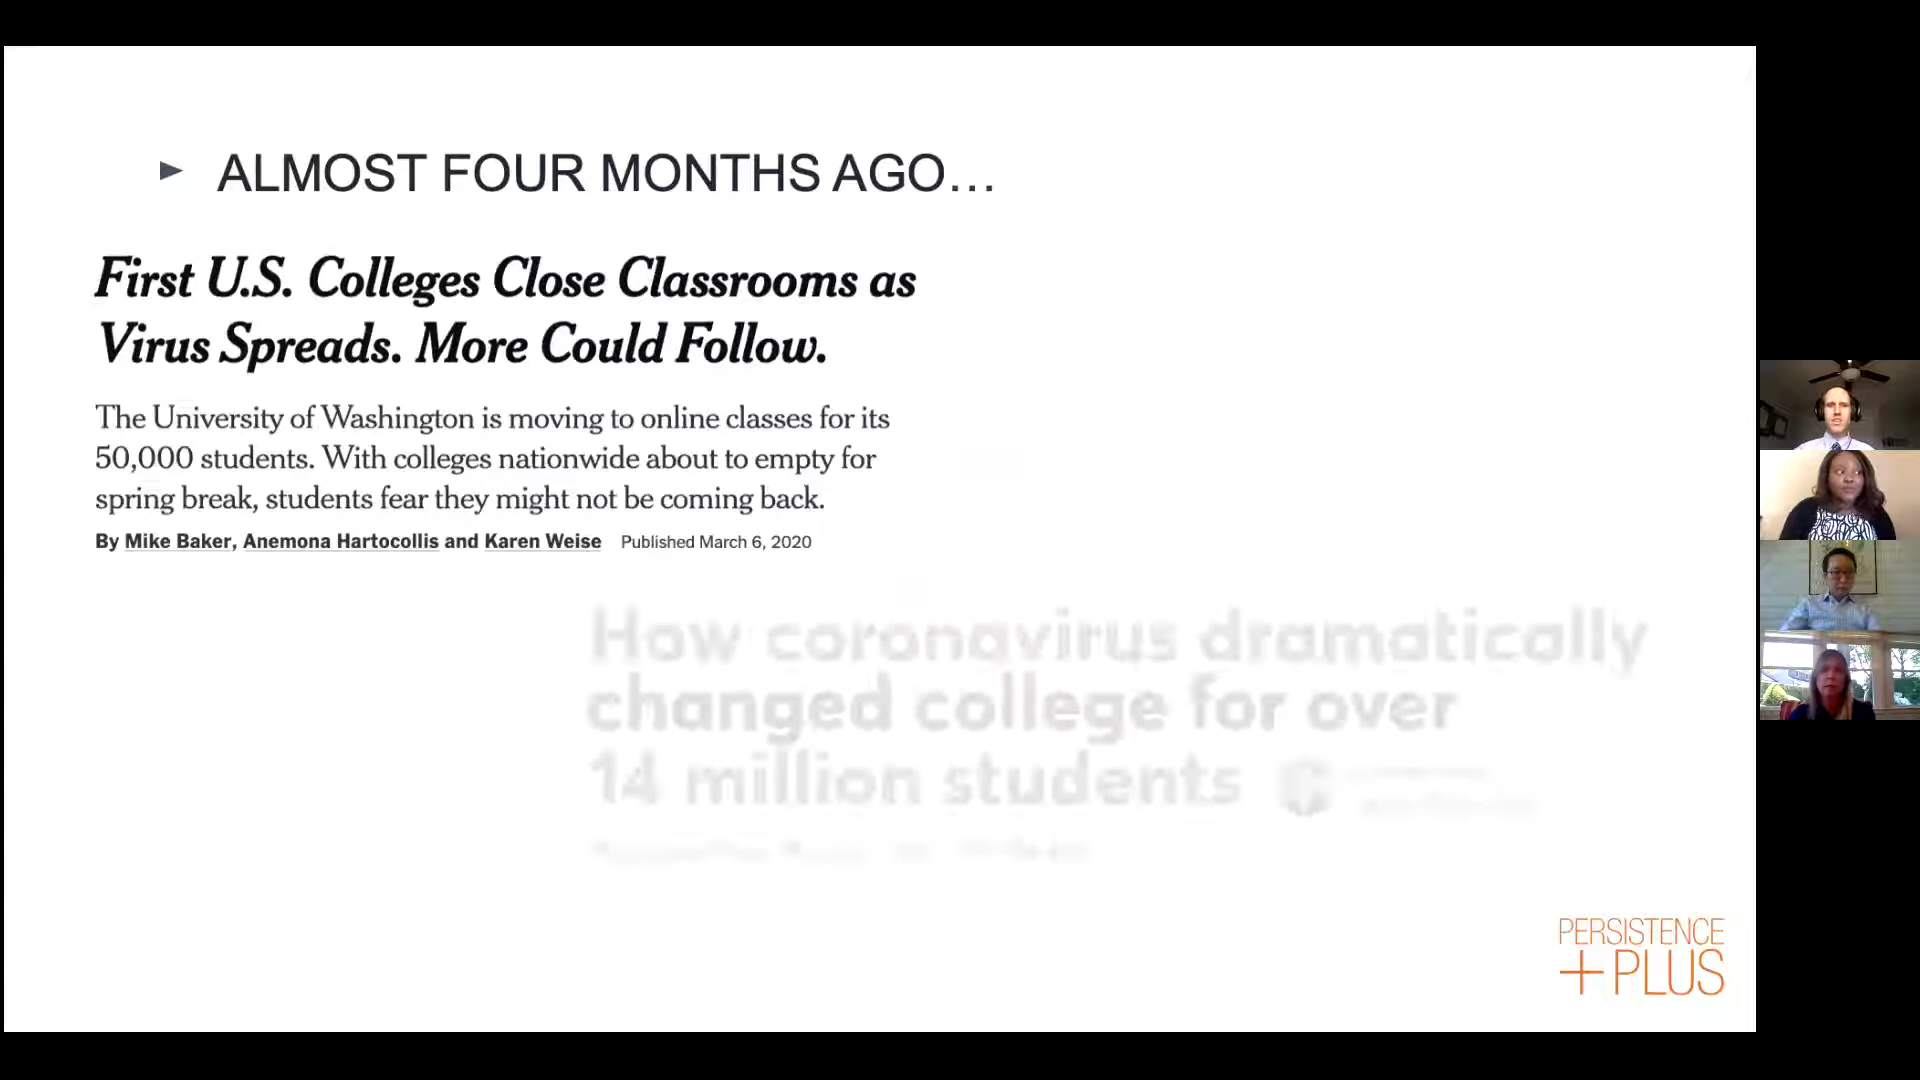 ► ALMOST FOUR MONTHS AGO…
First U.S. Colleges Close Classrooms as
Virus Spreads. More Could Follow.
The University of Washington is moving to online classes for its
50,000 students. With colleges nationwide about to empty for
spring break, students fear they might not be coming back.
By Mike Baker, Anemona Hartocollis and Karen Weise Published March 6, 2020
How coronavirus dramatically
changed college for over
14 million students
PERSISTENCE
+PLUS